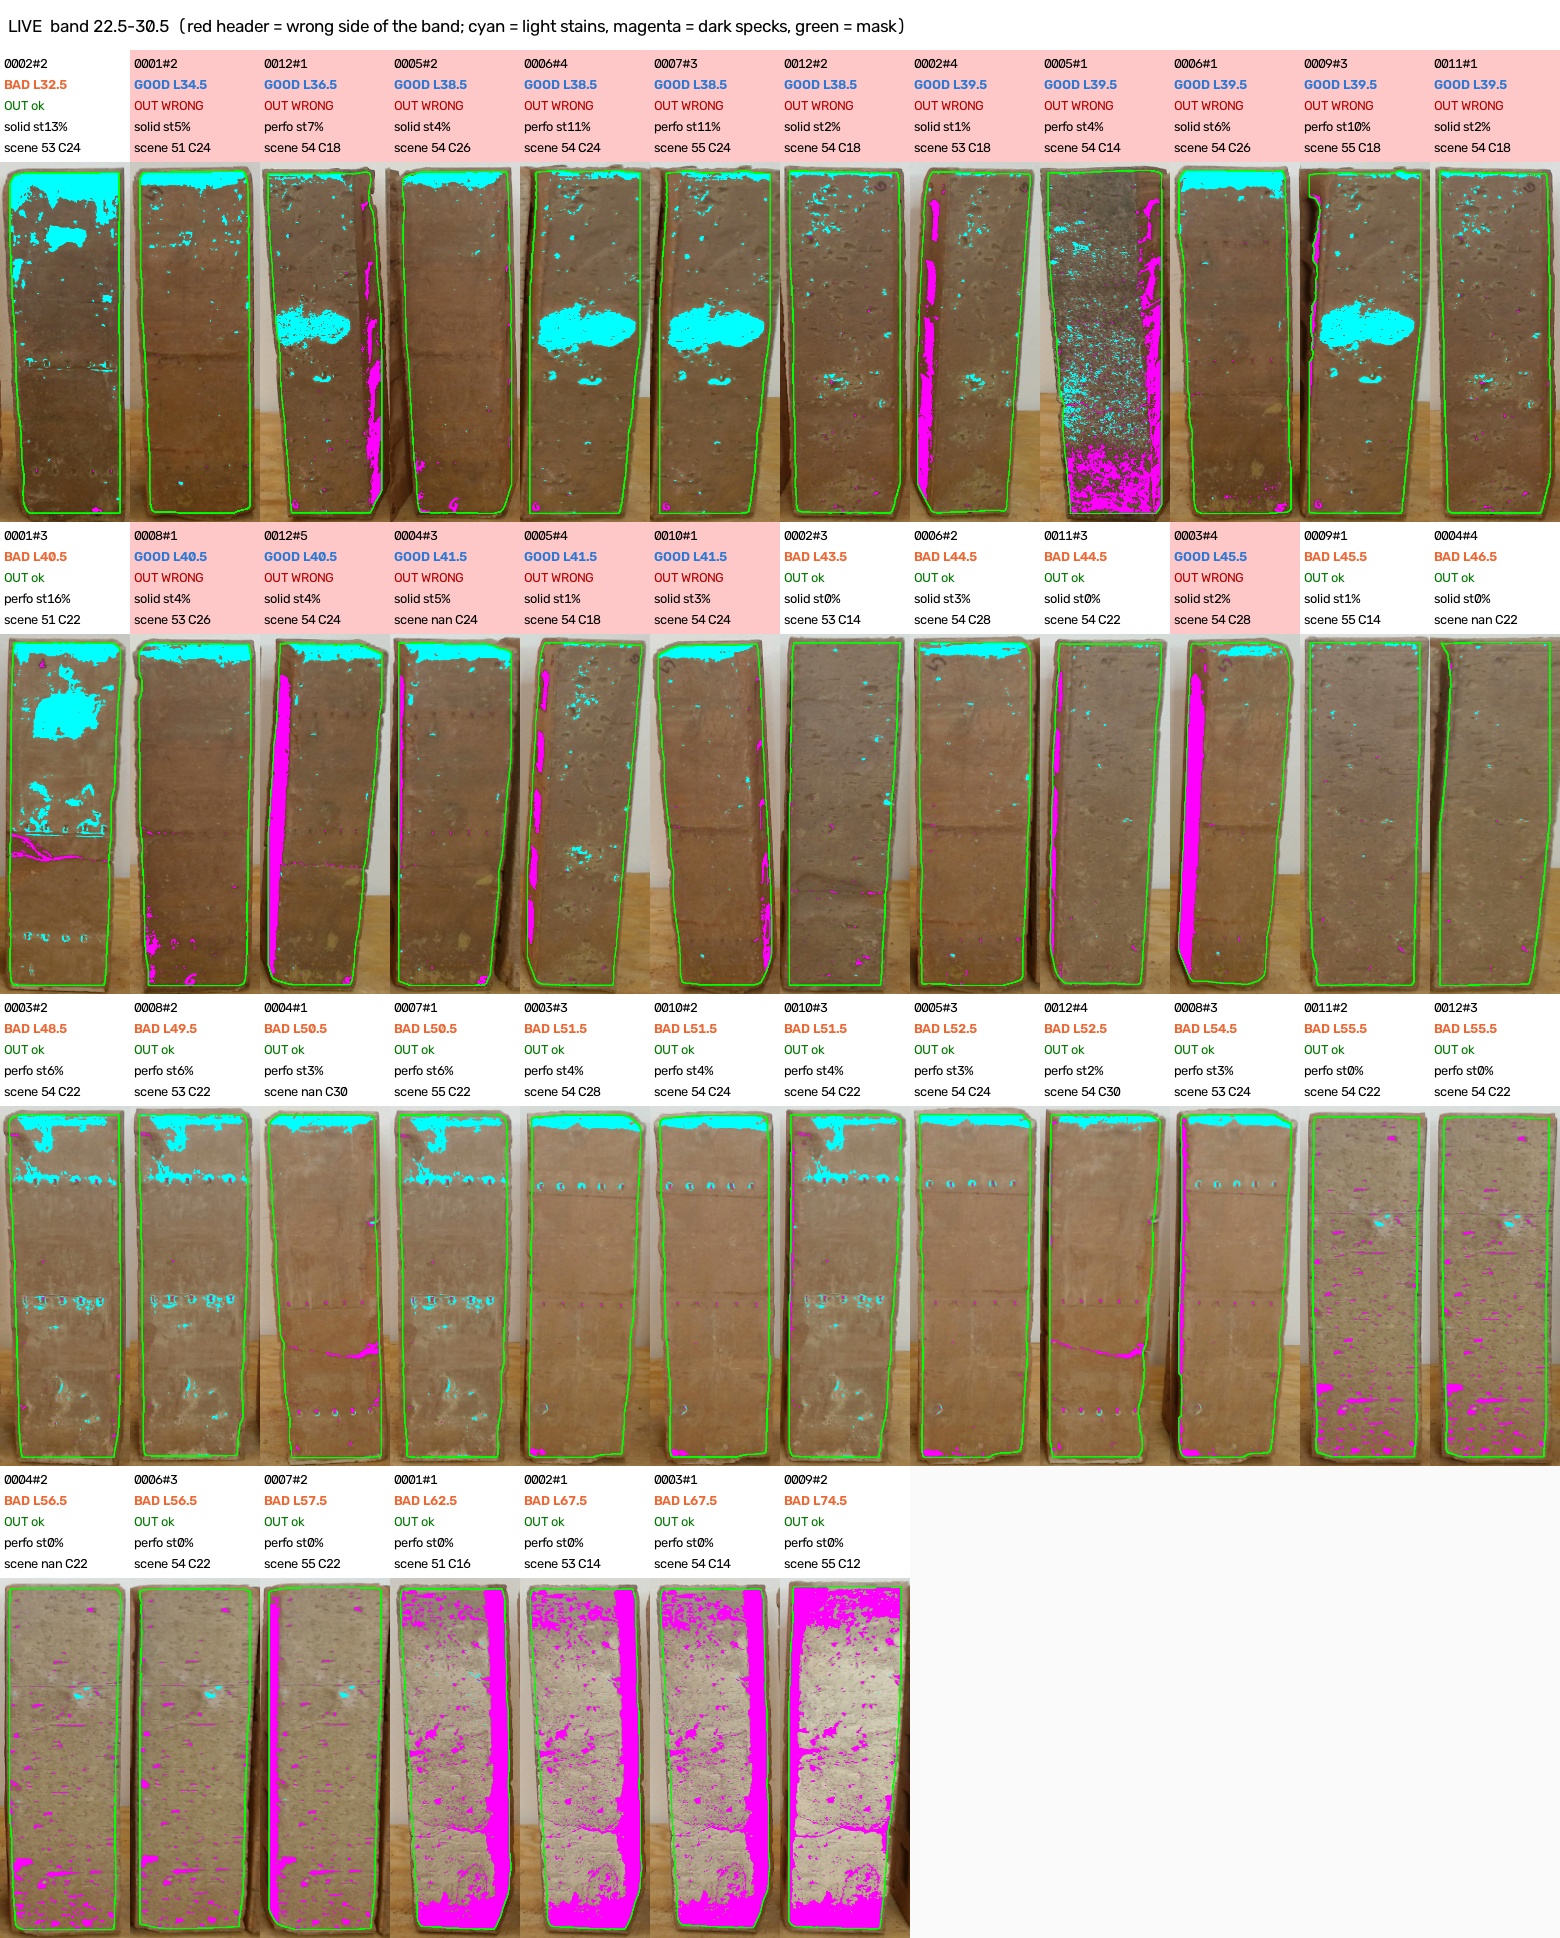 LIVE band 22.5-30.5 (red header = wrong side of the band; cyan = light stains, magenta = dark specks, green = mask)
0002#2 0001#2 0012#1 0005#2 0006#4 0007#3 0012#2 0002#4 0005#1 0006#1 0009#3 0011#1
BAD L32.5 GOOD L34.5 GOOD L36.5 GOOD L38.5 GOOD L38.5 GOOD L38.5 GOOD L38.5 GOOD L39.5 GOOD L39.5 GOOD L39.5 GOOD L39.5 GOOD L39.5
OUT ok OUT WRONG OUT WRONG OUT WRONG OUT WRONG OUT WRONG OUT WRONG OUT WRONG OUT WRONG OUT WRONG OUT WRONG OUT WRONG
solid st13% solid st5% perfo st7% solid st4% perfo st11% perfo st11% solid st2% solid st1% perfo st4% solid st6% perfo st10% solid st2%
scene 53 C24 scene 51 C24 scene 54 C18 scene 54 C26 scene 54 C24 scene 55 C24 scene 54 C18 scene 53 C18 scene 54 C14 scene 54 C26 scene 55 C18 scene 54 C18
0001#3 0008#1 0012#5 0004#3 0005#4 0010#1 0002#3 0006#2 0011#3 0003#4 0009#1 0004#4
BAD L40.5 GOOD L40.5 GOOD L40.5 GOOD L41.5 GOOD L41.5 GOOD L41.5 BAD L43.5 BAD L44.5 BAD L44.5 GOOD L45.5 BAD L45.5 BAD L46.5
OUT ok OUT WRONG OUT WRONG OUT WRONG OUT WRONG OUT WRONG OUT ok OUT ok OUT ok OUT WRONG OUT ok OUT ok
perfo st16% solid st4% solid st4% solid st5% solid st1% solid st3% solid st0% solid st3% solid st0% solid st2% solid st1% solid st0%
scene 51 C22 scene 53 C26 scene 54 C24 scene nan C24 scene 54 C18 scene 54 C24 scene 53 C14 scene 54 C28 scene 54 C22 scene 54 C28 scene 55 C14 scene nan C22
0003#2 0008#2 0004#1 0007#1 0003#3 0010#2 0010#3 0005#3 0012#4 0008#3 0011#2 0012#3
BAD L48.5 BAD L49.5 BAD L50.5 BAD L50.5 BAD L51.5 BAD L51.5 BAD L51.5 BAD L52.5 BAD L52.5 BAD L54.5 BAD L55.5 BAD L55.5
OUT ok OUT ok OUT ok OUT ok OUT ok OUT ok OUT ok OUT ok OUT ok OUT ok OUT ok OUT ok
perfo st6% perfo st6% perfo st3% perfo st6% perfo st4% perfo st4% perfo st4% perfo st3% perfo st2% perfo st3% perfo st0% perfo st0%
scene 54 C22 scene 53 C22 scene nan C30 scene 55 C22 scene 54 C28 scene 54 C24 scene 54 C22 scene 54 C24 scene 54 C30 scene 53 C24 scene 54 C22 scene 54 C22
0004#2 0006#3 0007#2 0001#1 0002#1 0003#1 0009#2
BAD L56.5 BAD L56.5 BAD L57.5 BAD L62.5 BAD L67.5 BAD L67.5 BAD L74.5
OUT ok OUT ok OUT ok OUT ok OUT ok OUT ok OUT ok
perfo st0% perfo st0% perfo st0% perfo st0% perfo st0% perfo st0% perfo st0%
scene nan C22 scene 54 C22 scene 55 C22 scene 51 C16 scene 53 C14 scene 54 C14 scene 55 C12